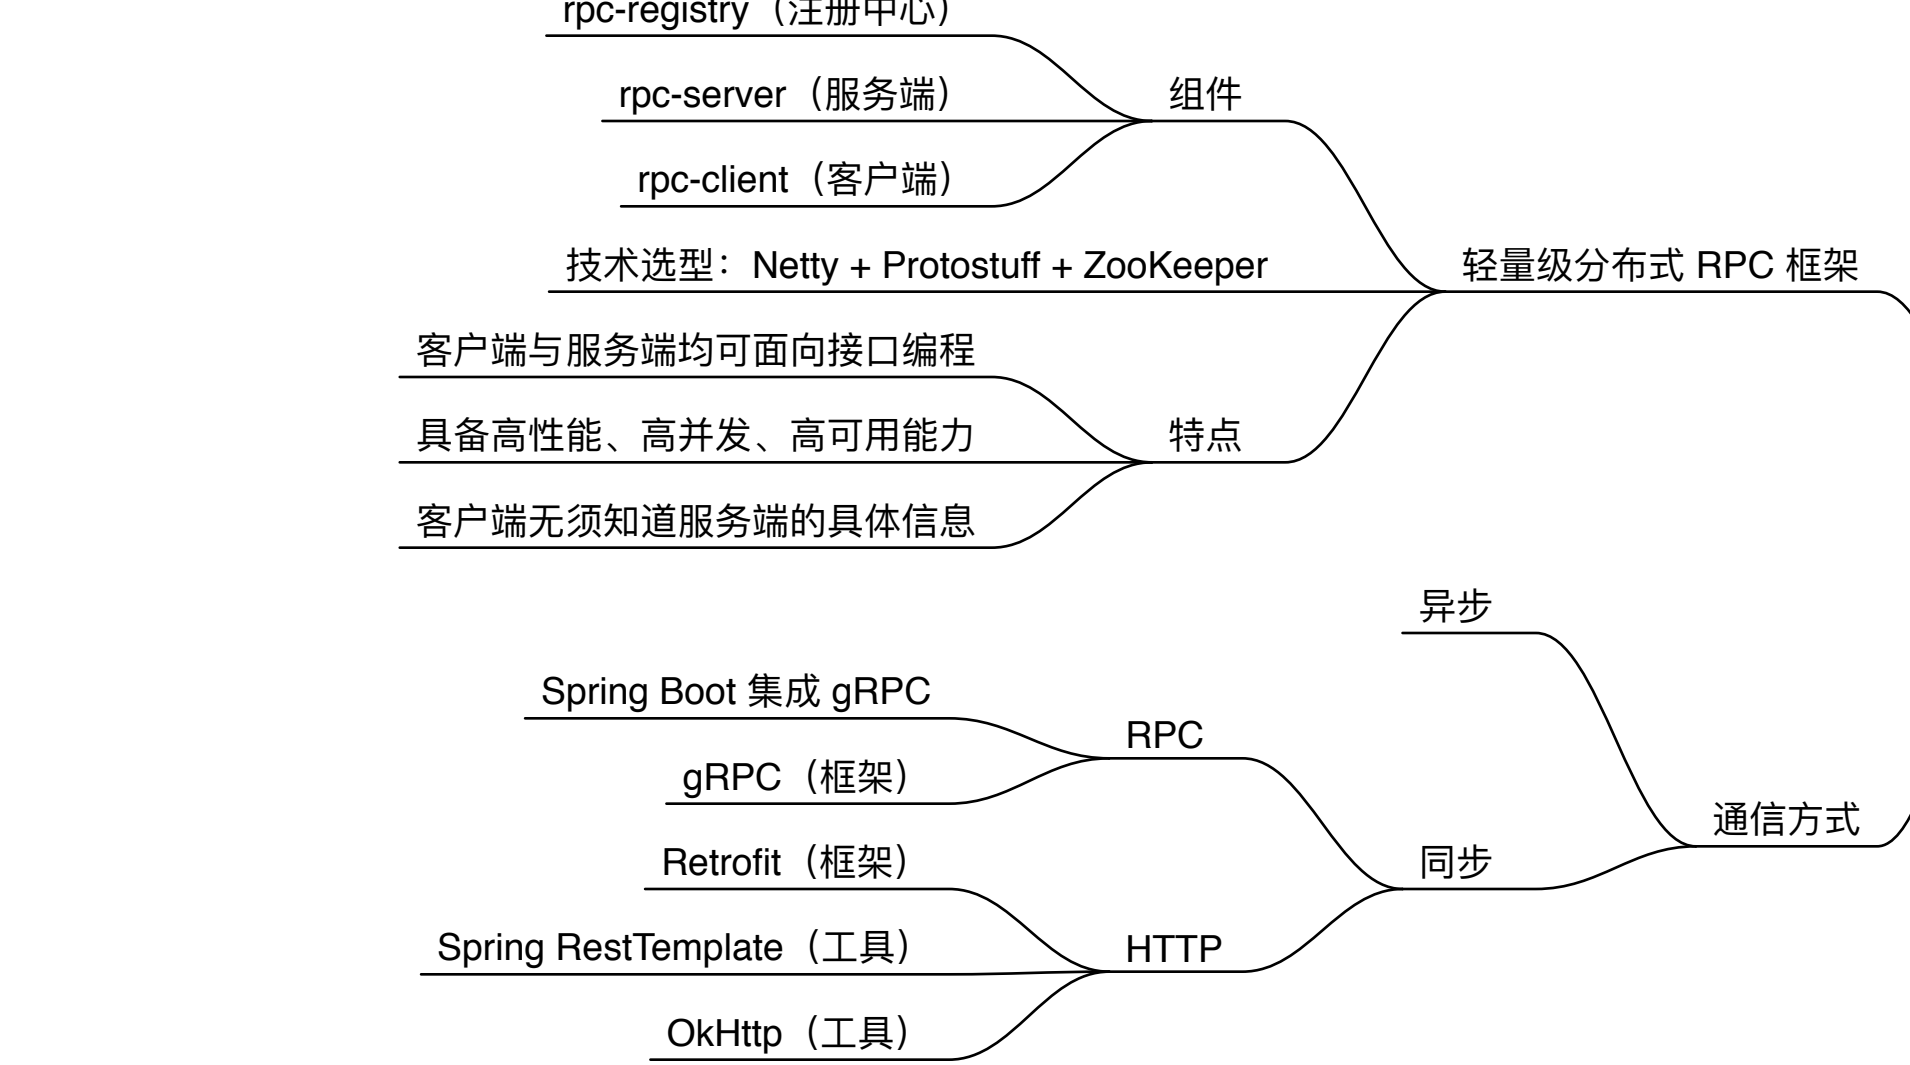 rpc-registry（注册中心）
rpc-server（服务端）
组件
rpc-client（客户端）
技术选型：Netty + Protostuff + ZooKeeper
轻量级分布式 RPC 框架
客户端与服务端均可面向接口编程
具备高性能、高并发、高可用能力
特点
客户端无须知道服务端的具体信息
异步
Spring Boot 集成 gRPC
RPC
gRPC（框架）
通信方式
Retrofit（框架）
同步
Spring RestTemplate（工具）
HTTP
OkHttp（工具）